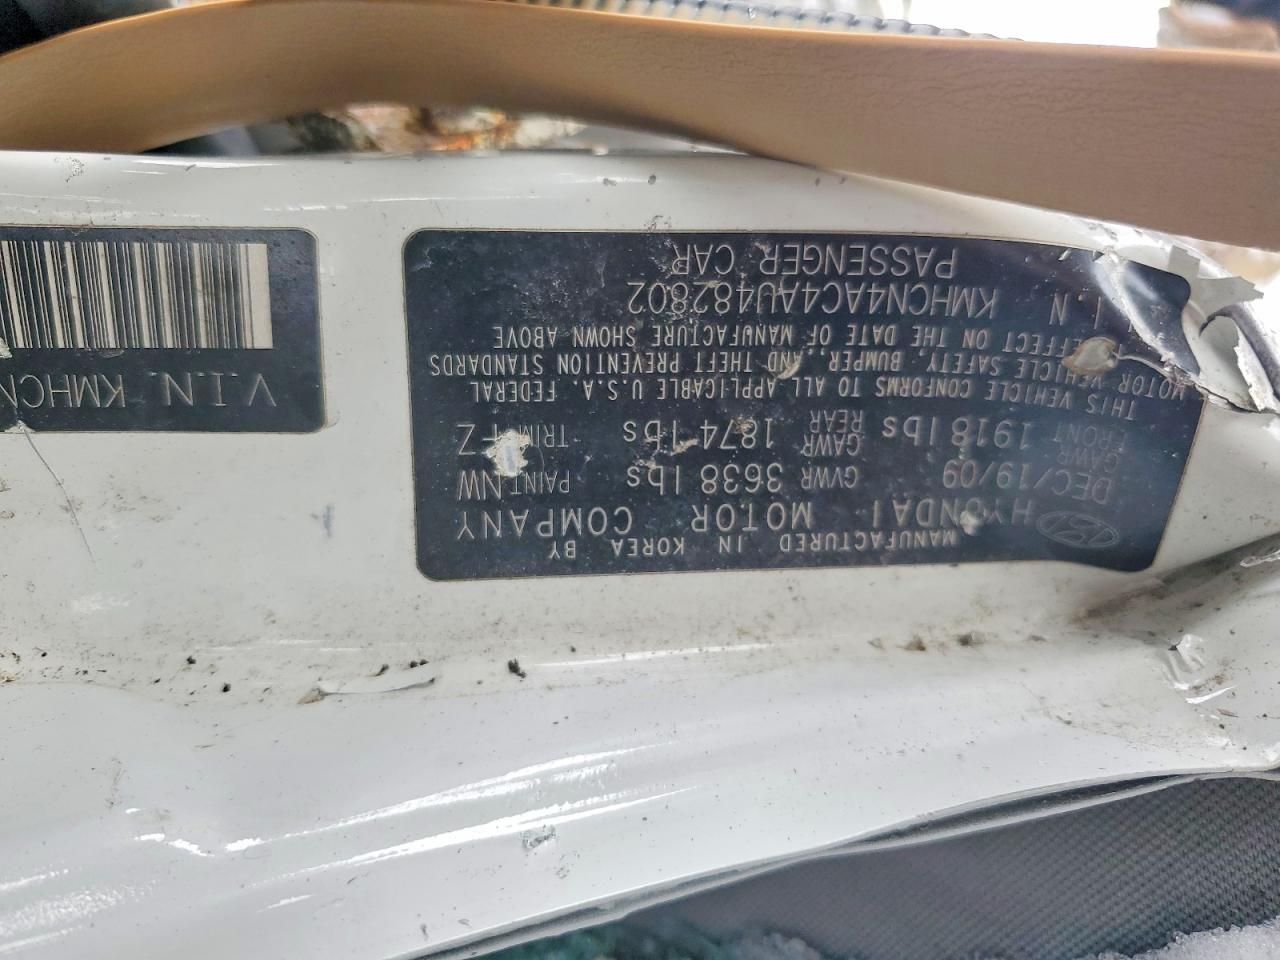 MANUFACTURED IN KOREA BY
HYUNDAI MOTOR COMPANY
DEC/19/09 GVWR 3638 lbs PAINT NW
GAWR FRONT 1918 lbs GAWR REAR 1874 lbs TRIM FZ
THIS VEHICLE CONFORMS TO ALL APPLICABLE U.S.A. FEDERAL
MOTOR VEHICLE SAFETY, BUMPER, AND THEFT PREVENTION STANDARDS
EFFECT ON THE DATE OF MANUFACTURE SHOWN ABOVE
I. N KMHCN4AC4AU482802
PASSENGER CAR
V.I.N. KMHCN